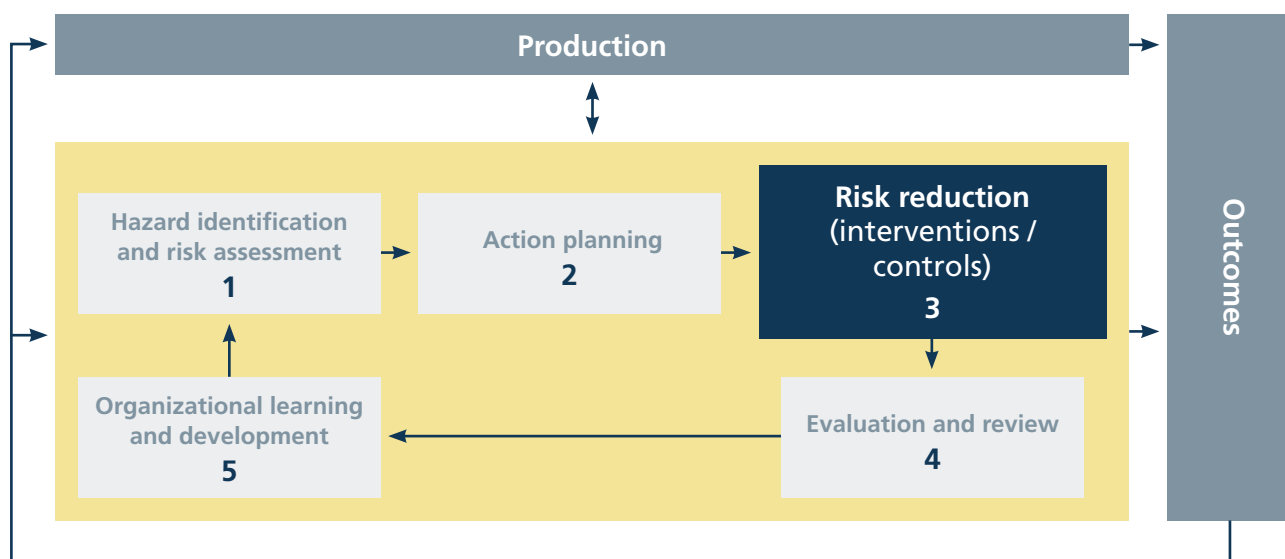 Production
Hazard identification
and risk assessment
1
Action planning
2
Risk reduction
(interventions /
controls)
3
Organizational learning
and development
5
Evaluation and review
4
Outcomes